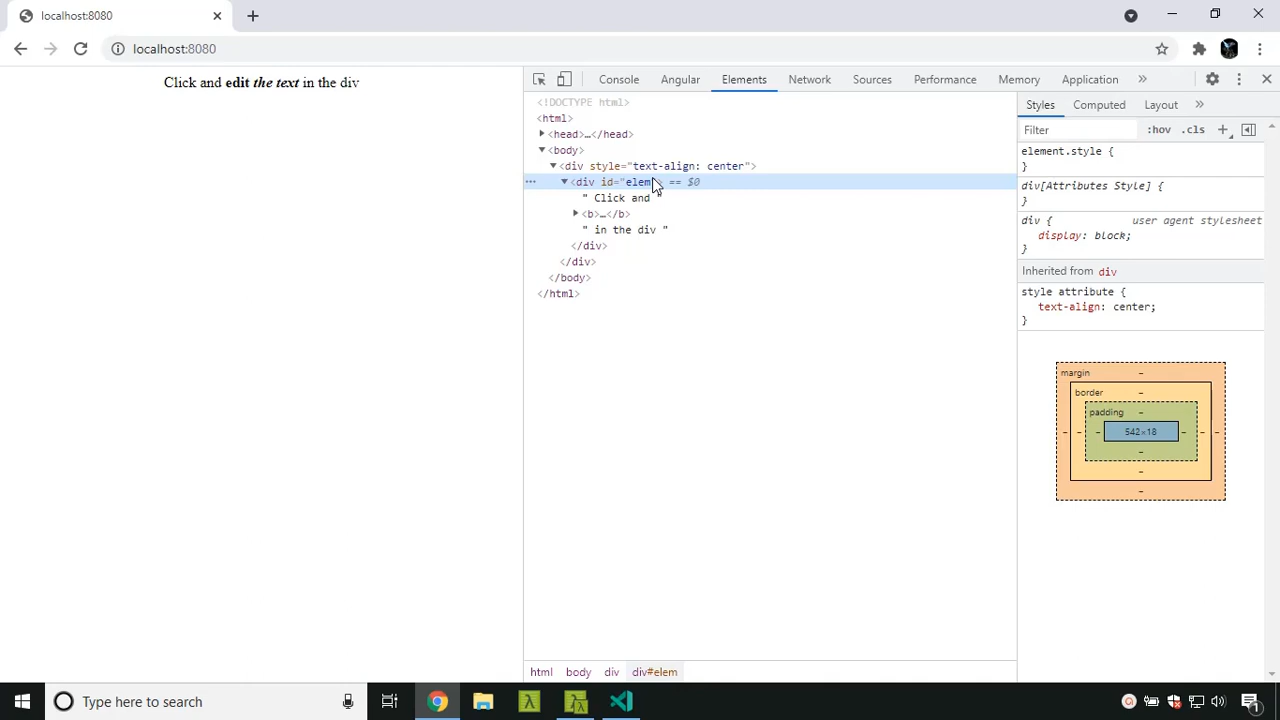 localhost:8080
localhost:8080
Click and edit the text in the div
Console Angular Elements Network Sources Performance Memory Application
<!DOCTYPE html>
<html>
<head>…</head>
<body>
<div style="text-align: center">
<div id="elem > == $0
" Click and "
<b>…</b>
" in the div "
</div>
</div>
</body>
</html>
html body div div#elem
Styles Computed Layout
Filter :hov .cls
element.style {
}
div[Attributes Style] {
}
div { user agent stylesheet
display: block;
}
Inherited from div
style attribute {
text-align: center;
}
margin -
border -
padding -
- - - 542×18 - - -
-
-
-
Type here to search
1